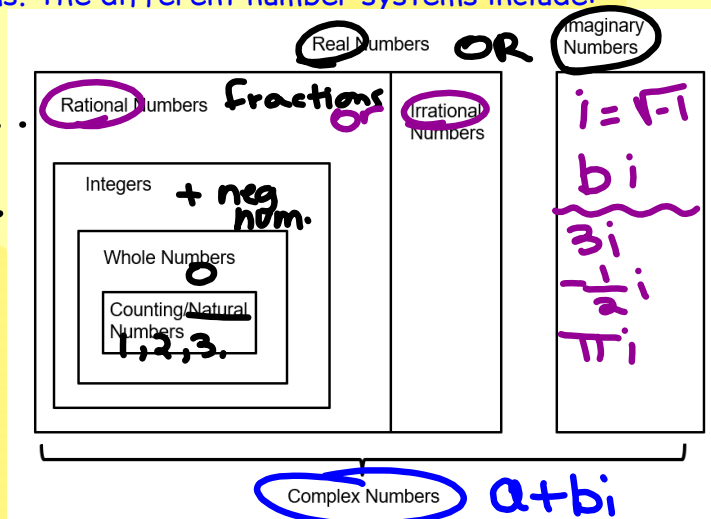 ns. The different number systems include:
Real Numbers OR Imaginary Numbers
Rational Numbers fractions or Irrational Numbers
i = √-1
bi
Integers + neg num.
3i
Whole Numbers 0
-1/2 i
Counting/Natural Numbers
1, 2, 3.
πi
Complex Numbers a+bi